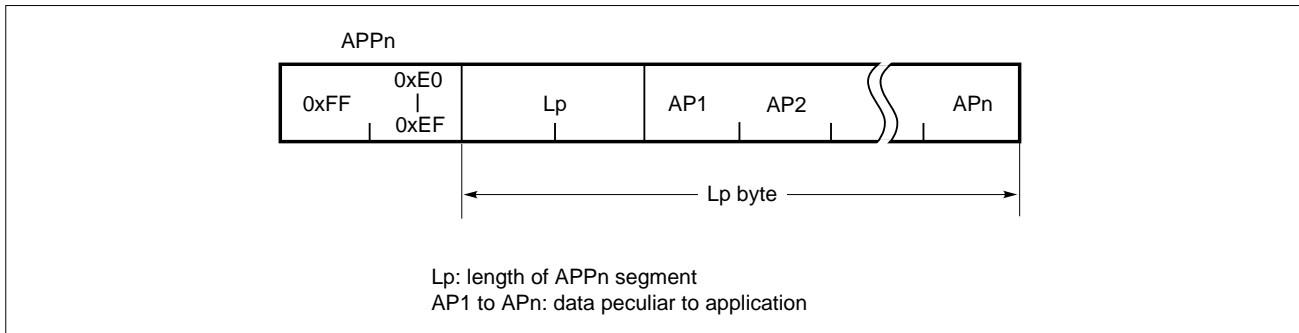 APPn
0xFF
0xE0
0xEF
Lp
AP1
AP2
APn
Lp byte
Lp: length of APPn segment
AP1 to APn: data peculiar to application